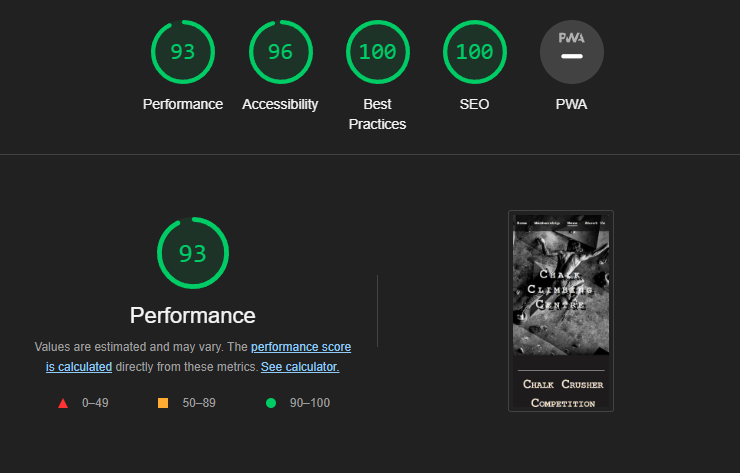 93
96
100
100
PWA
Performance
Accessibility
Best
Practices
SEO
PWA
93
Performance
Values are estimated and may vary. The performance score
is calculated directly from these metrics. See calculator.
0–49
50–89
90–100
Home Membership News About Us
Chalk
Climbing
Centre
Chalk Crusher
Competition